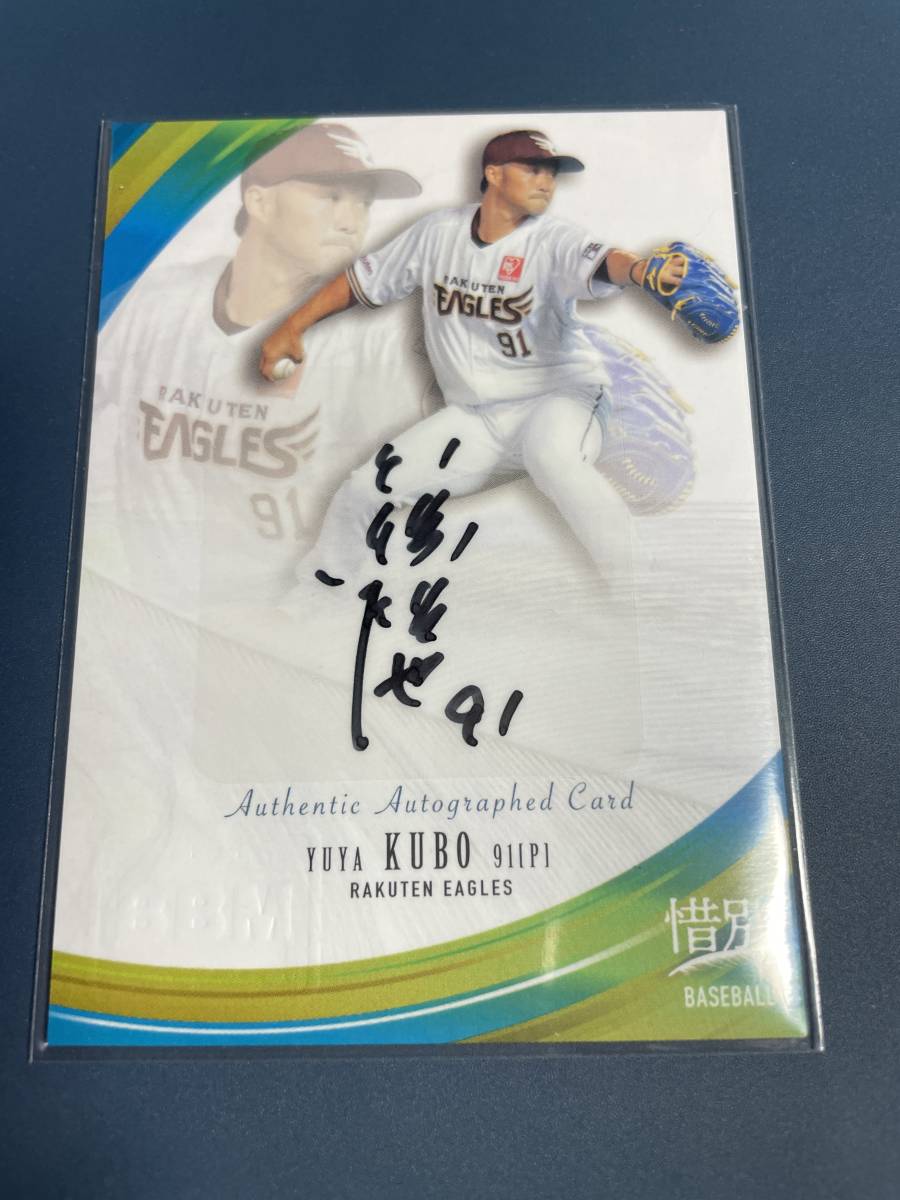 RAKUTEN
EAGLES
91
RAKUTEN
EAGLES
91
91
Authentic Autographed Card
YUYA KUBO 91[P]
RAKUTEN EAGLES
BBM
惜別
BASEBALL